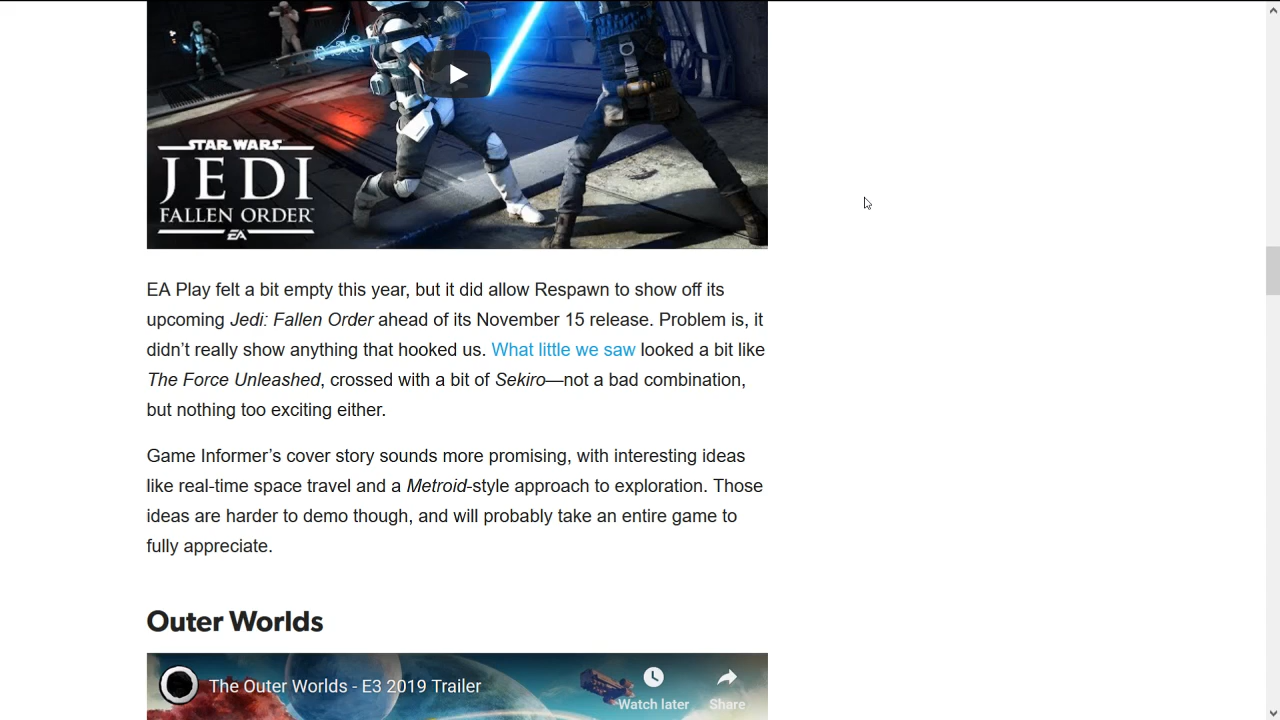 STAR WARS
JEDI
FALLEN ORDER™
EA
EA Play felt a bit empty this year, but it did allow Respawn to show off its
upcoming Jedi: Fallen Order ahead of its November 15 release. Problem is, it
didn’t really show anything that hooked us. What little we saw looked a bit like
The Force Unleashed, crossed with a bit of Sekiro—not a bad combination,
but nothing too exciting either.
Game Informer’s cover story sounds more promising, with interesting ideas
like real-time space travel and a Metroid-style approach to exploration. Those
ideas are harder to demo though, and will probably take an entire game to
fully appreciate.
Outer Worlds
The Outer Worlds - E3 2019 Trailer
Watch later
Share